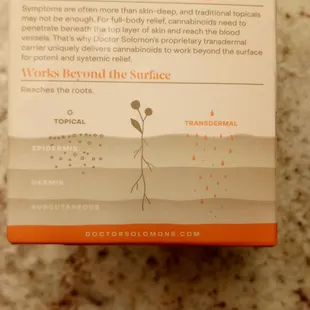 Symptoms are often more than skin-deep, and traditional topicals
may not be enough. For full-body relief, cannabinoids need to
penetrate beneath the top layer of skin and reach the blood
vessels. That's why Doctor Solomon's proprietary transdermal
carrier uniquely delivers cannabinoids to work beyond the surface
for potent and systemic relief.
Works Beyond the Surface
Reaches the roots.
TOPICAL
TRANSDERMAL
EPIDERMIS
DERMIS
SUBCUTANEOUS
DOCTORSOLOMONS.COM